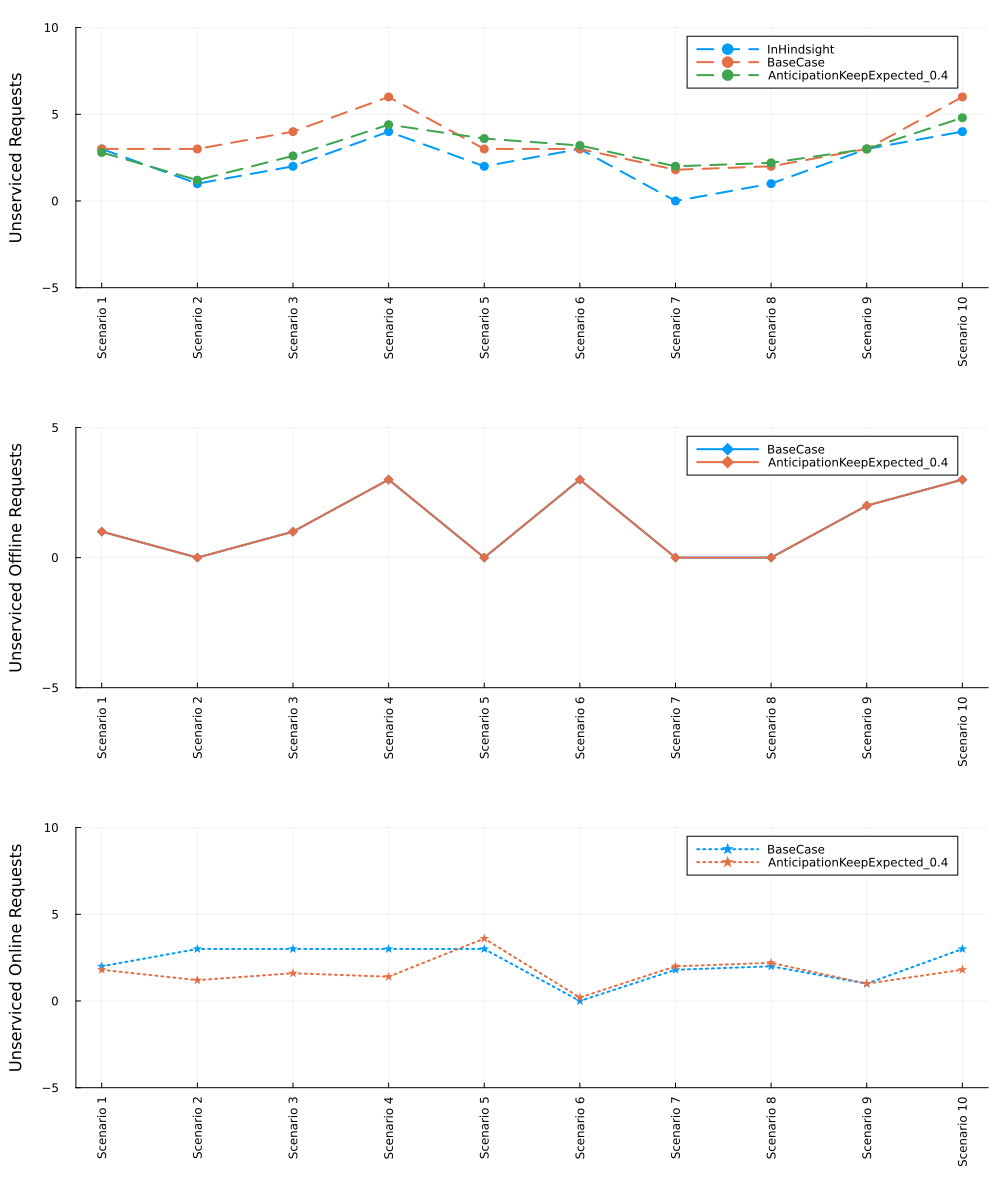 Unserviced Requests
10
5
0
−5
InHindsight
BaseCase
AnticipationKeepExpected_0.4
Scenario 1
Scenario 2
Scenario 3
Scenario 4
Scenario 5
Scenario 6
Scenario 7
Scenario 8
Scenario 9
Scenario 10
Unserviced Offline Requests
5
0
−5
BaseCase
AnticipationKeepExpected_0.4
Scenario 1
Scenario 2
Scenario 3
Scenario 4
Scenario 5
Scenario 6
Scenario 7
Scenario 8
Scenario 9
Scenario 10
Unserviced Online Requests
10
5
0
−5
BaseCase
AnticipationKeepExpected_0.4
Scenario 1
Scenario 2
Scenario 3
Scenario 4
Scenario 5
Scenario 6
Scenario 7
Scenario 8
Scenario 9
Scenario 10